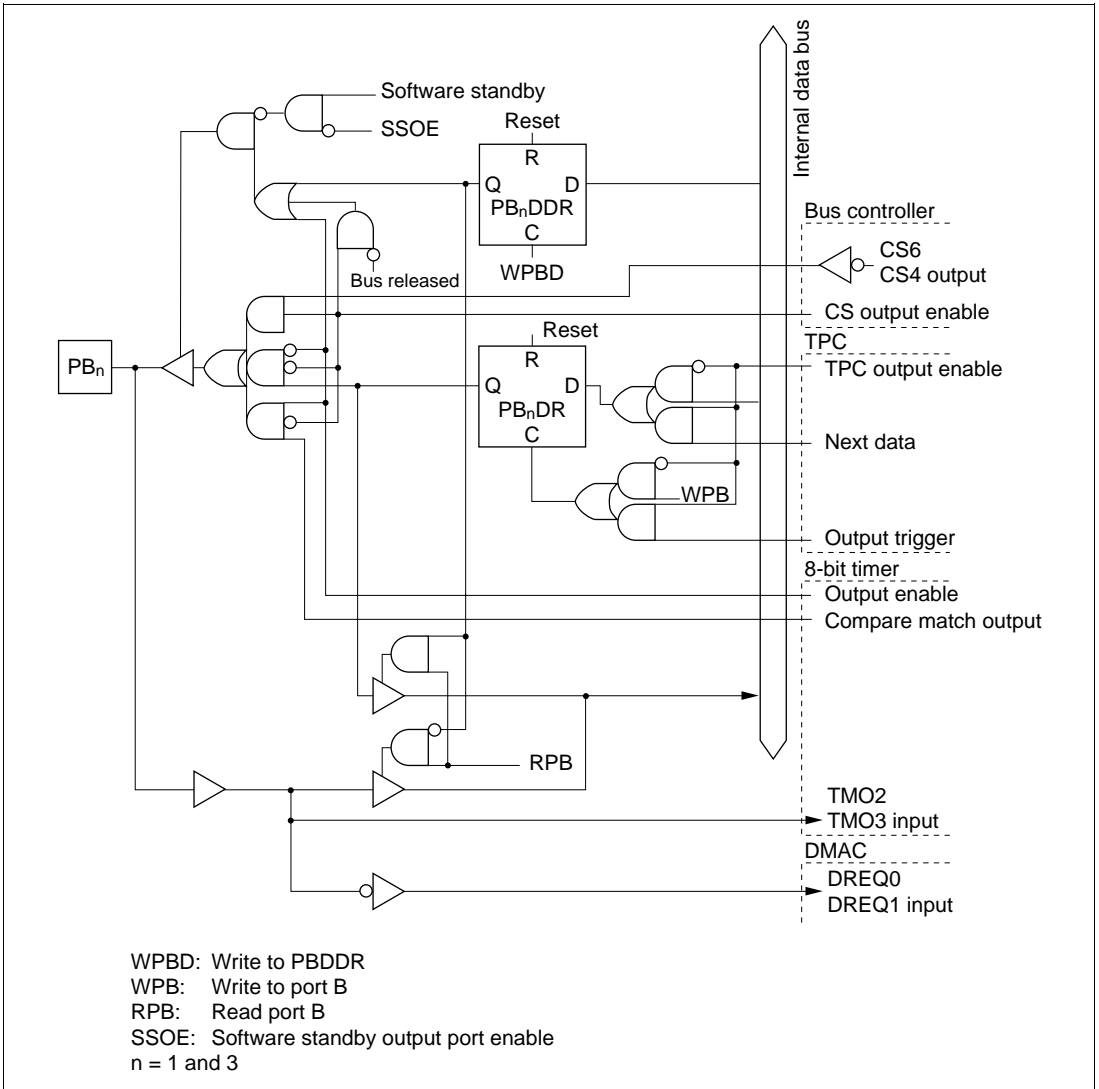 Software standby
SSOE
Reset
R
Q D
PBnDDR
C
WPBD
Internal data bus
Bus controller
CS6
CS4 output
CS output enable
Bus released
TPC
Reset
R
Q D
PBnDR
C
TPC output enable
Next data
WPB
Output trigger
PBn
8-bit timer
Output enable
Compare match output
RPB
TMO2
TMO3 input
DMAC
DREQ0
DREQ1 input
WPBD: Write to PBDDR
WPB: Write to port B
RPB: Read port B
SSOE: Software standby output port enable
n = 1 and 3